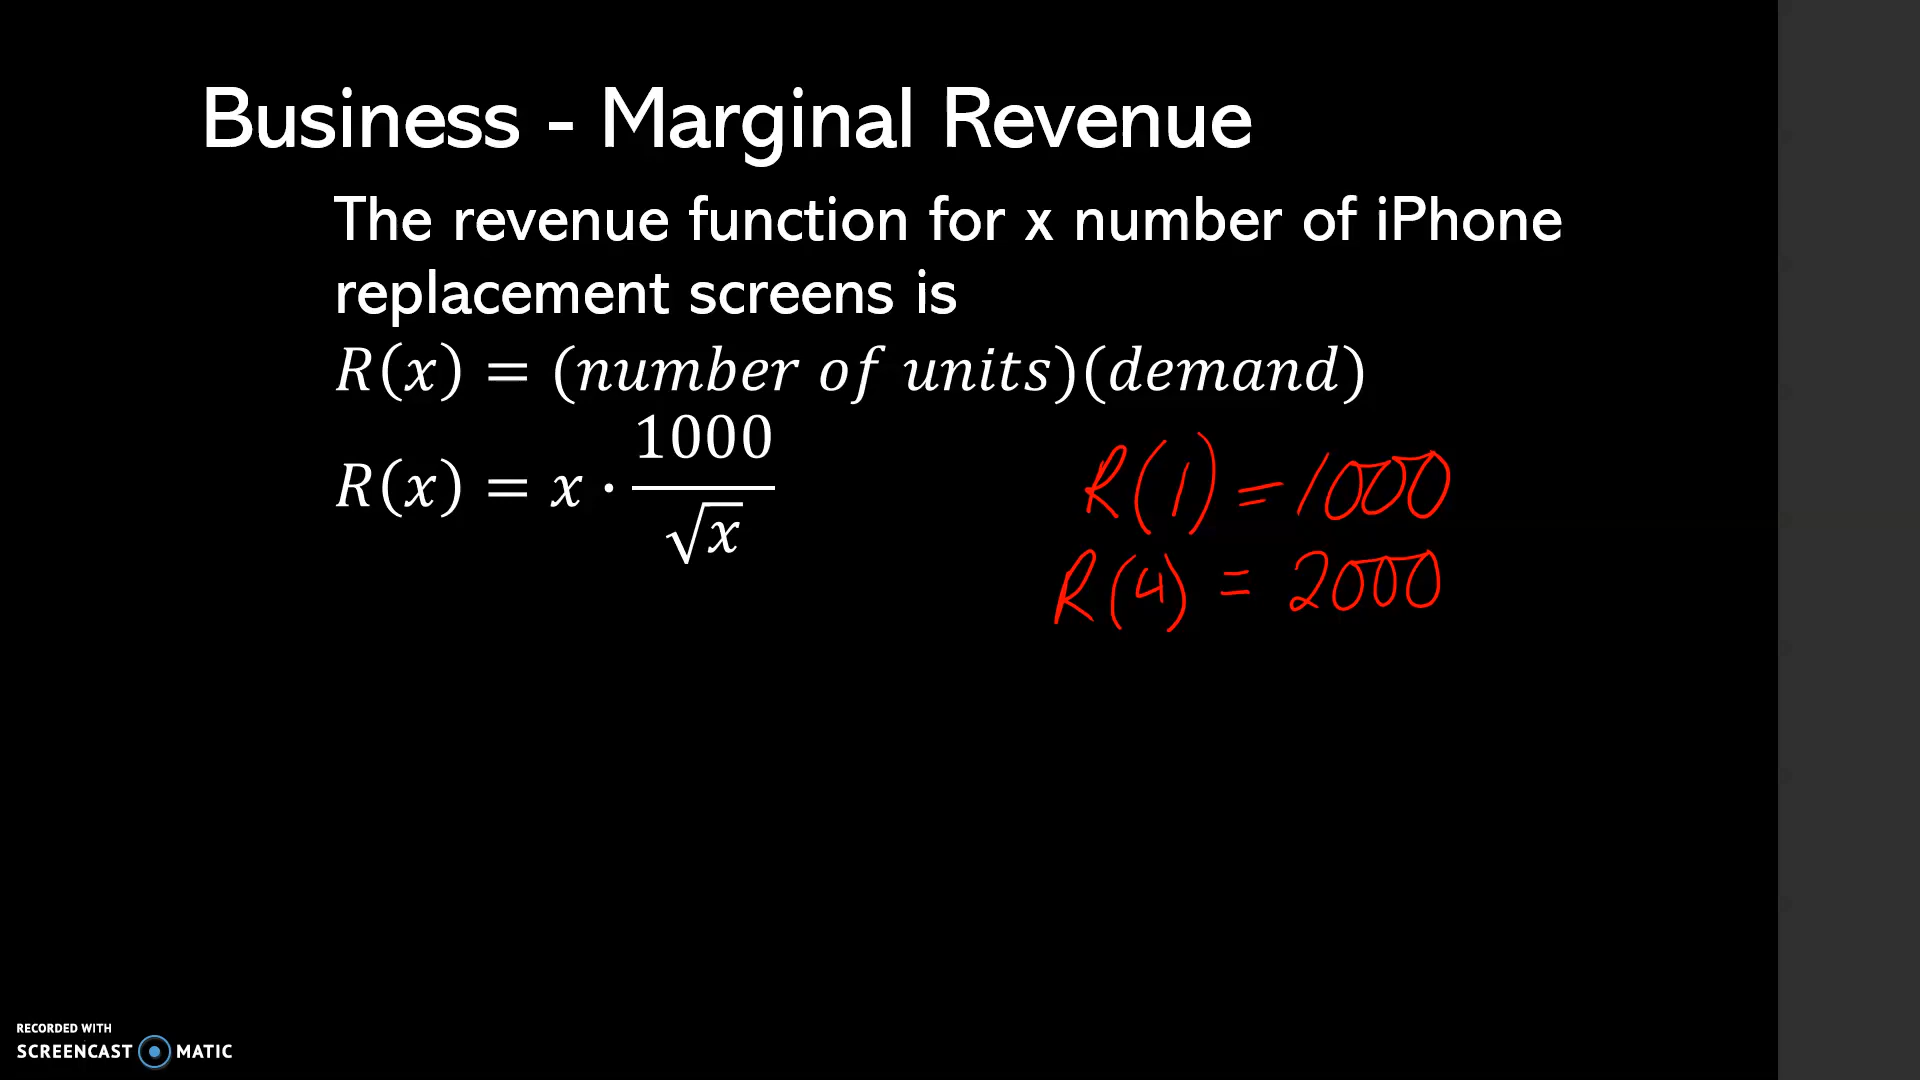 Business - Marginal Revenue
The revenue function for x number of iPhone
replacement screens is
R(x) = (number of units)(demand)
R(x) = x · 1000/√x
R(1) = 1000
R(4) = 2000
RECORDED WITH
SCREENCAST MATIC